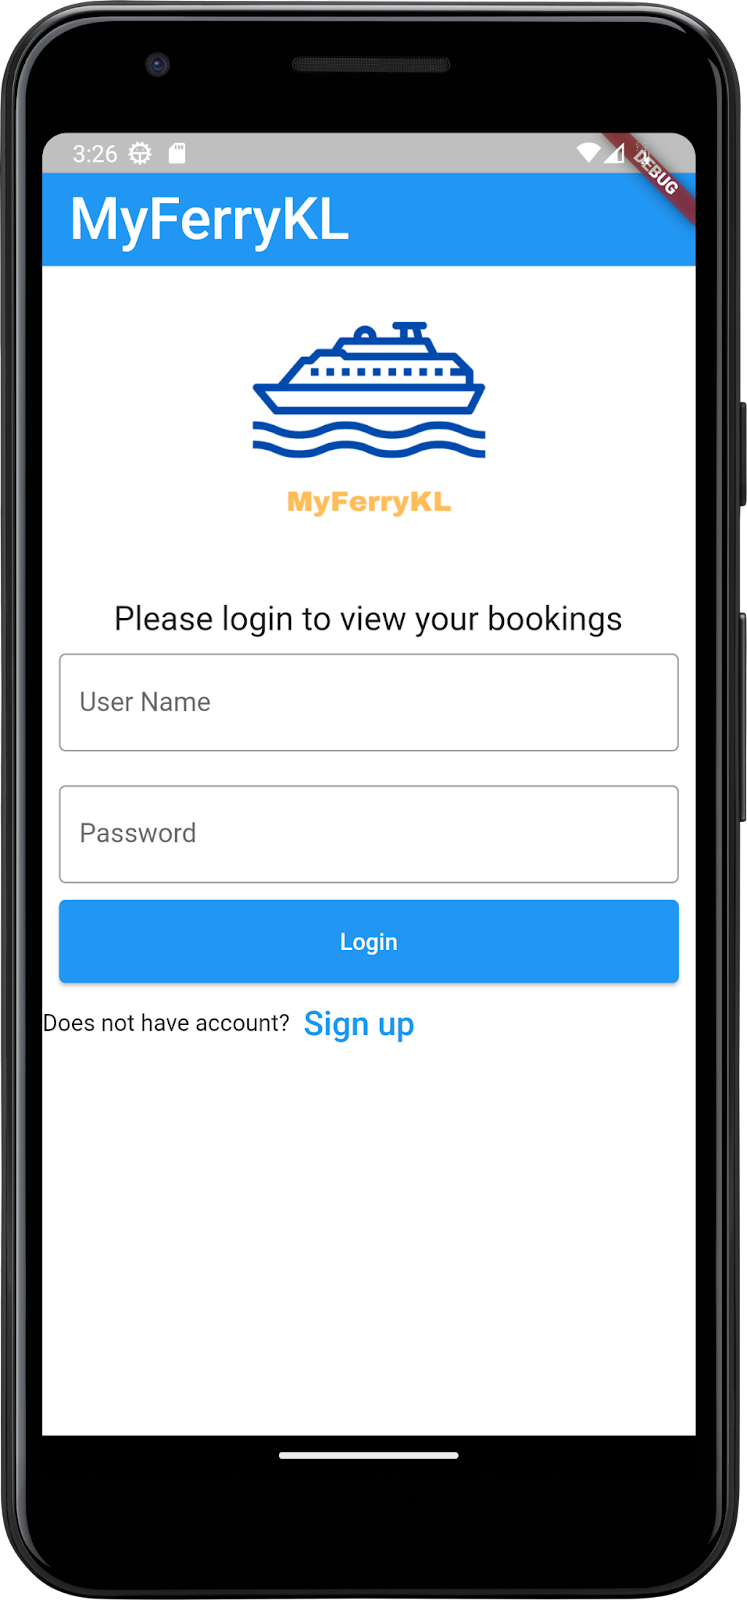 3:26
DEBUG
MyFerryKL
MyFerryKL
Please login to view your bookings
User Name
Password
Login
Does not have account? Sign up